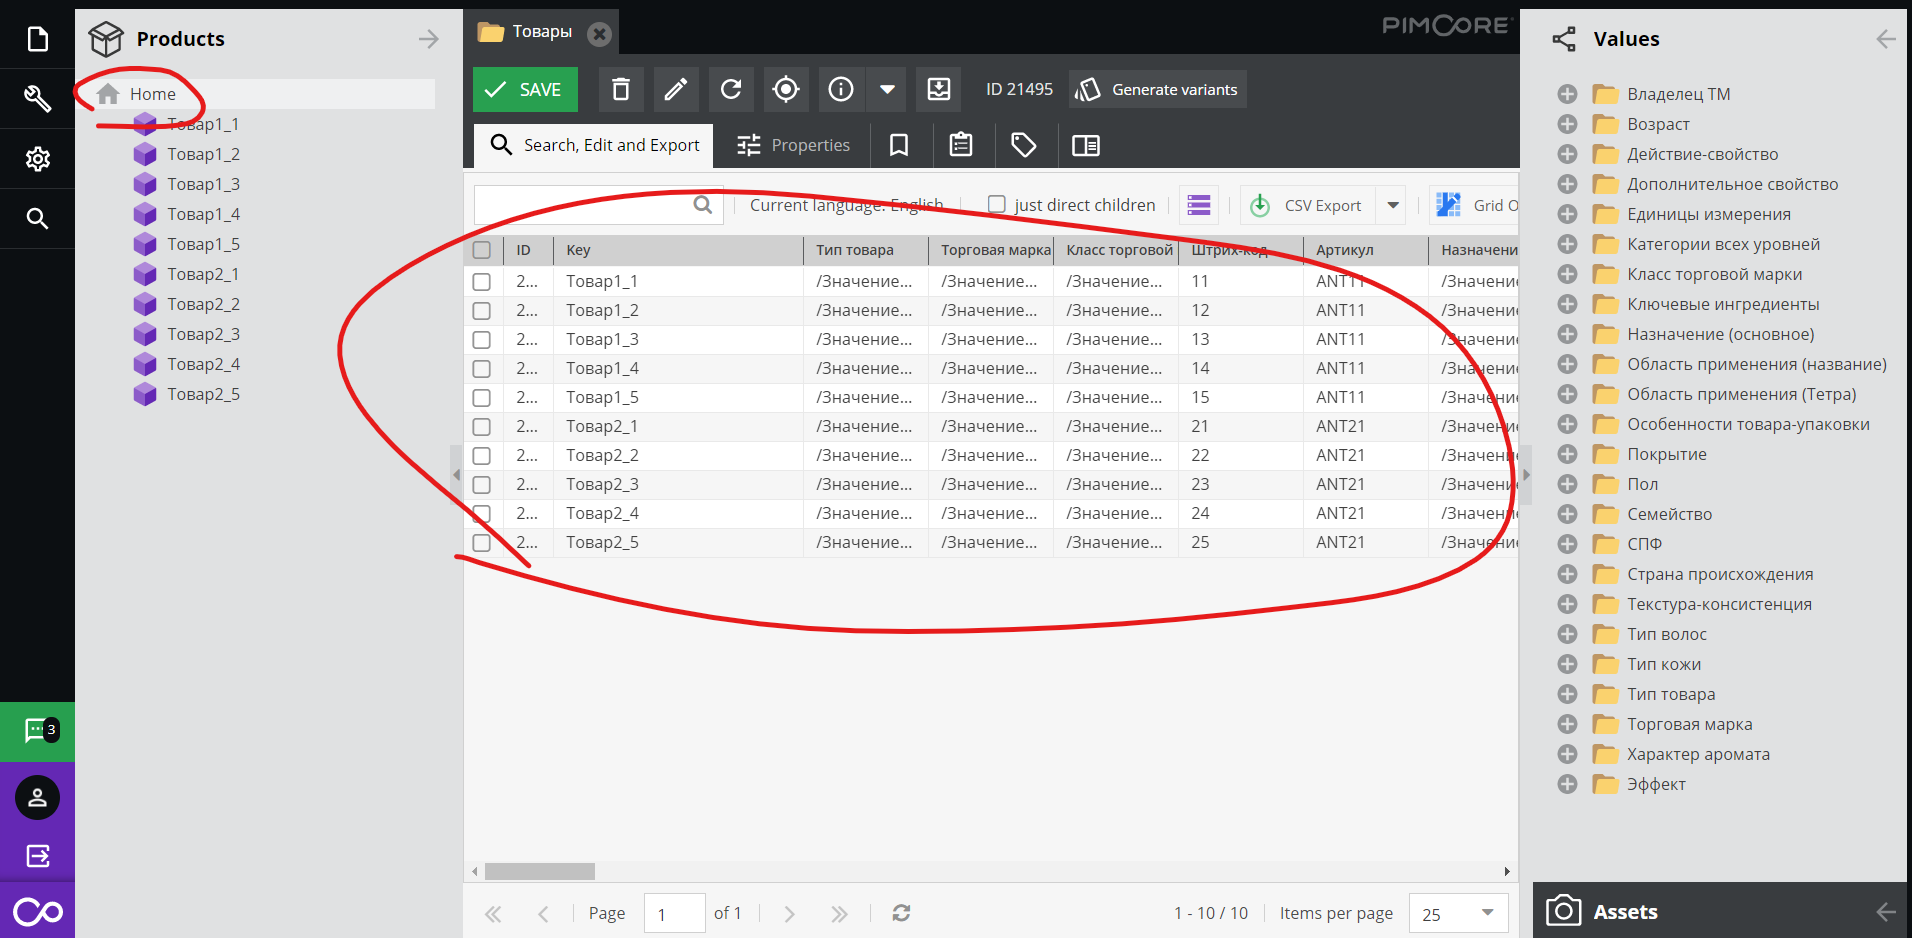 Products
Home
Товар1_1
Товар1_2
Товар1_3
Товар1_4
Товар1_5
Товар2_1
Товар2_2
Товар2_3
Товар2_4
Товар2_5
3
Товары
PIMCORE
SAVE
ID 21495
Generate variants
Search, Edit and Export
Properties
Current language: English
just direct children
CSV Export
Grid O
ID Key Тип товара Торговая марка Класс торговой Штрих-код Артикул Назначени
2... Товар1_1 /Значение... /Значение... /Значение... 11 ANT11 /Значени
2... Товар1_2 /Значение... /Значение... /Значение... 12 ANT11 /Значени
2... Товар1_3 /Значение... /Значение... /Значение... 13 ANT11 /Значени
2... Товар1_4 /Значение... /Значение... /Значение... 14 ANT11 /Значени
2... Товар1_5 /Значение... /Значение... /Значение... 15 ANT11 /Значени
2... Товар2_1 /Значение... /Значение... /Значение... 21 ANT21 /Значени
2... Товар2_2 /Значение... /Значение... /Значение... 22 ANT21 /Значени
2... Товар2_3 /Значение... /Значение... /Значение... 23 ANT21 /Значени
2... Товар2_4 /Значение... /Значение... /Значение... 24 ANT21 /Значени
2... Товар2_5 /Значение... /Значение... /Значение... 25 ANT21 /Значени
Page 1 of 1
1 - 10 / 10
Items per page 25
Values
Владелец ТМ
Возраст
Действие-свойство
Дополнительное свойство
Единицы измерения
Категории всех уровней
Класс торговой марки
Ключевые ингредиенты
Назначение (основное)
Область применения (название)
Область применения (Тетра)
Особенности товара-упаковки
Покрытие
Пол
Семейство
СПФ
Страна происхождения
Текстура-консистенция
Тип волос
Тип кожи
Тип товара
Торговая марка
Характер аромата
Эффект
Assets